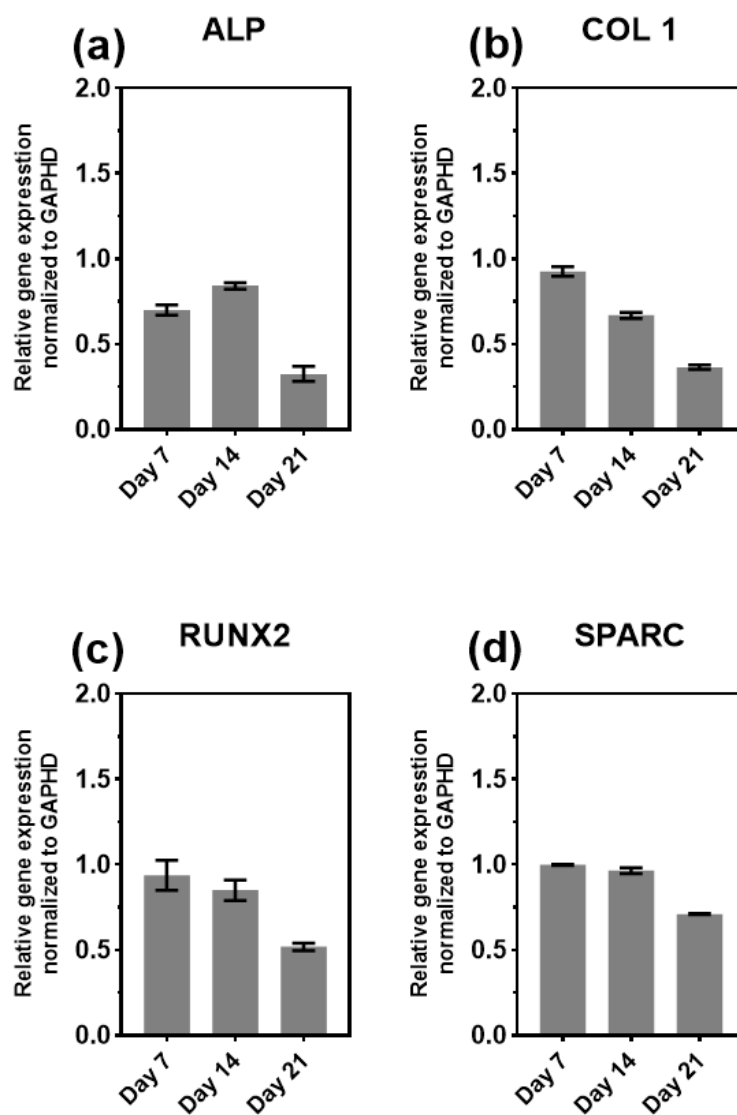 (a) ALP
Relative gene expresstion
normalized to GAPHD
2.0
1.5
1.0
0.5
0.0
Day 7
Day 14
Day 21
(b) COL 1
Relative gene expresstion
normalized to GAPHD
2.0
1.5
1.0
0.5
0.0
Day 7
Day 14
Day 21
(c) RUNX2
Relative gene expresstion
normalized to GAPHD
2.0
1.5
1.0
0.5
0.0
Day 7
Day 14
Day 21
(d) SPARC
Relative gene expresstion
normalized to GAPHD
2.0
1.5
1.0
0.5
0.0
Day 7
Day 14
Day 21